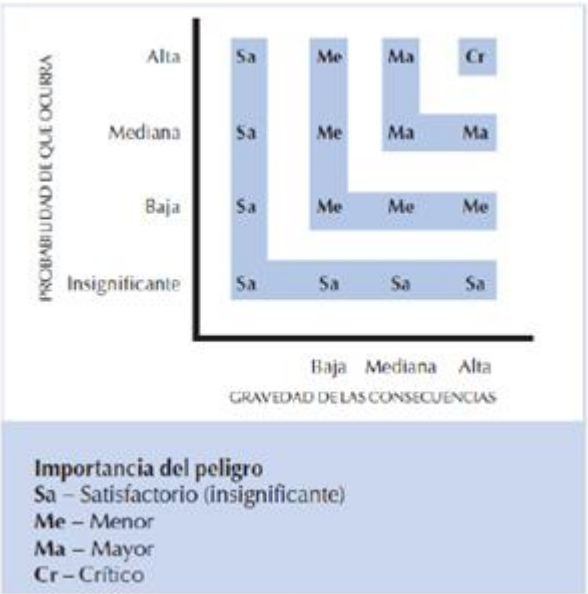 PROBABILIDAD DE QUE OCURRA
Alta Sa Me Ma Cr
Mediana Sa Me Ma Ma
Baja Sa Me Me Me
Insignificante Sa Sa Sa Sa
Baja Mediana Alta
GRAVEDAD DE LAS CONSECUENCIAS
Importancia del peligro
Sa – Satisfactorio (insignificante)
Me – Menor
Ma – Mayor
Cr – Crítico